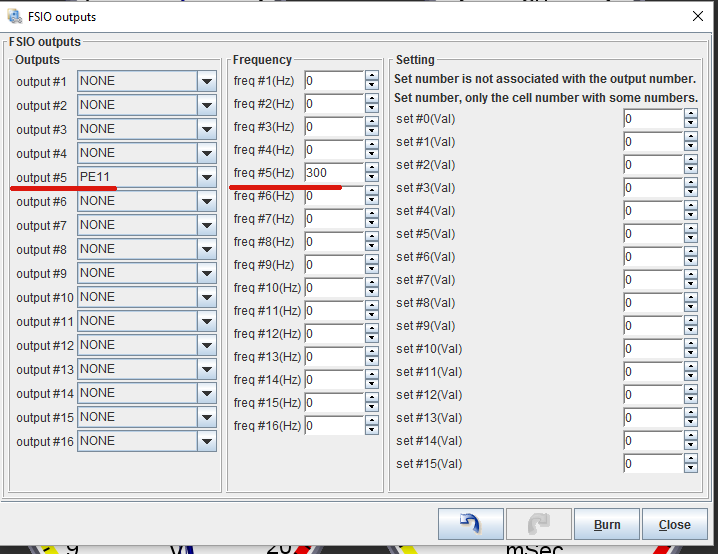 FSIO outputs
FSIO outputs
Outputs
output #1 NONE
output #2 NONE
output #3 NONE
output #4 NONE
output #5 PE11
output #6 NONE
output #7 NONE
output #8 NONE
output #9 NONE
output #10 NONE
output #11 NONE
output #12 NONE
output #13 NONE
output #14 NONE
output #15 NONE
output #16 NONE
Frequency
freq #1(Hz) 0
freq #2(Hz) 0
freq #3(Hz) 0
freq #4(Hz) 0
freq #5(Hz) 300
freq #6(Hz) 0
freq #7(Hz) 0
freq #8(Hz) 0
freq #9(Hz) 0
freq #10(Hz) 0
freq #11(Hz) 0
freq #12(Hz) 0
freq #13(Hz) 0
freq #14(Hz) 0
freq #15(Hz) 0
freq #16(Hz) 0
Setting
Set number is not associated with the output number.
Set number, only the cell number with some numbers.
set #0(Val) 0
set #1(Val) 0
set #2(Val) 0
set #3(Val) 0
set #4(Val) 0
set #5(Val) 0
set #6(Val) 0
set #7(Val) 0
set #8(Val) 0
set #9(Val) 0
set #10(Val) 0
set #11(Val) 0
set #12(Val) 0
set #13(Val) 0
set #14(Val) 0
set #15(Val) 0
Burn
Close
mSec